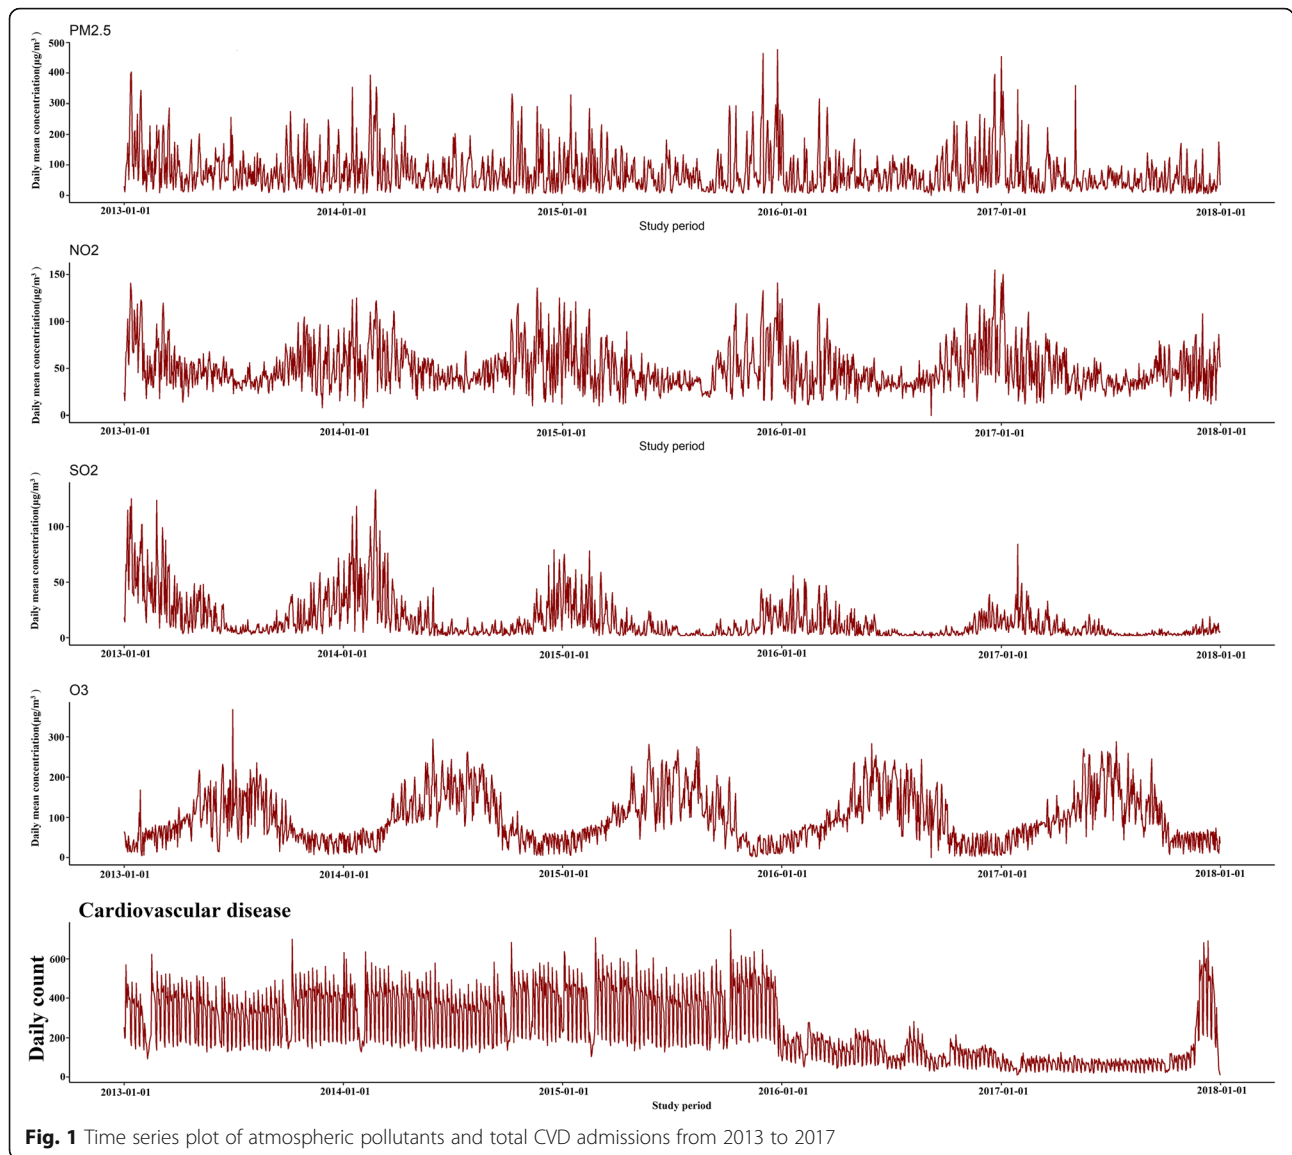 PM2.5
Daily mean concentriation(μg/m³ )
500
400
300
200
100
0
2013-01-01 2014-01-01 2015-01-01 2016-01-01 2017-01-01 2018-01-01
Study period
NO2
Daily mean concentriation(μg/m³ )
150
100
50
0
2013-01-01 2014-01-01 2015-01-01 2016-01-01 2017-01-01 2018-01-01
Study period
SO2
Daily mean concentriation(μg/m³ )
100
50
0
2013-01-01 2014-01-01 2015-01-01 2016-01-01 2017-01-01 2018-01-01
O3
Daily mean concentriation(μg/m³ )
300
200
100
0
2013-01-01 2014-01-01 2015-01-01 2016-01-01 2017-01-01 2018-01-01
Cardiovascular disease
Daily count
600
400
200
0
2013-01-01 2014-01-01 2015-01-01 2016-01-01 2017-01-01 2018-01-01
Study period
Fig. 1 Time series plot of atmospheric pollutants and total CVD admissions from 2013 to 2017